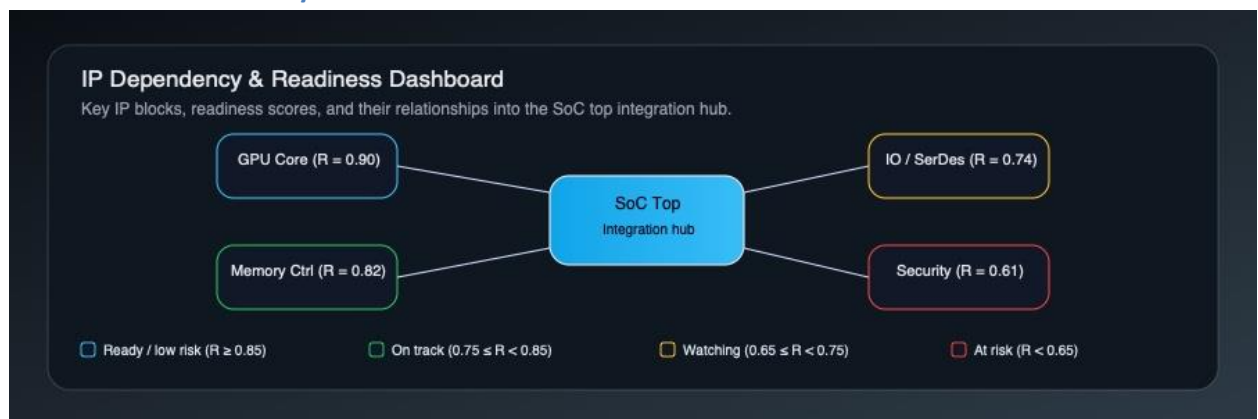 IP Dependency & Readiness Dashboard
Key IP blocks, readiness scores, and their relationships into the SoC top integration hub.
GPU Core (R = 0.90)
IO / SerDes (R = 0.74)
SoC Top
Integration hub
Memory Ctrl (R = 0.82)
Security (R = 0.61)
Ready / low risk (R ≥ 0.85)
On track (0.75 ≤ R < 0.85)
Watching (0.65 ≤ R < 0.75)
At risk (R < 0.65)